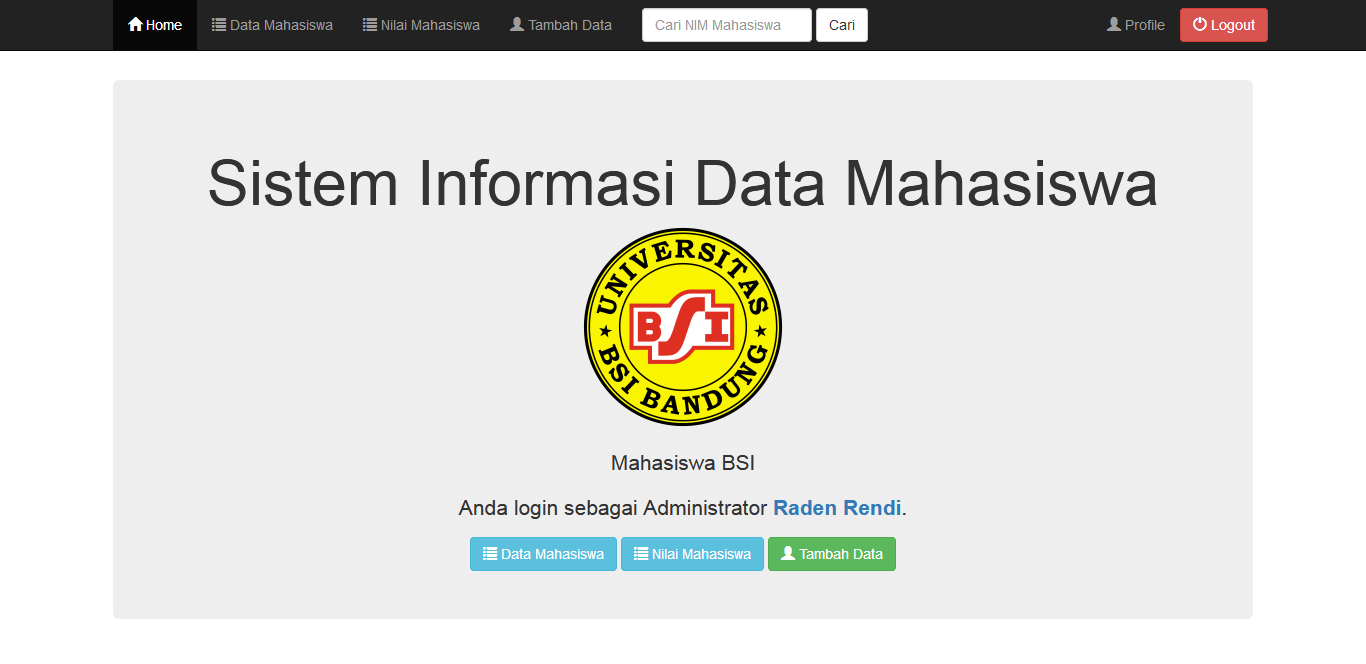 Home Data Mahasiswa Nilai Mahasiswa Tambah Data Cari NIM Mahasiswa Cari Profile Logout
Sistem Informasi Data Mahasiswa
UNIVERSITAS
BSI
BSI BANDUNG
Mahasiswa BSI
Anda login sebagai Administrator Raden Rendi.
Data Mahasiswa Nilai Mahasiswa Tambah Data